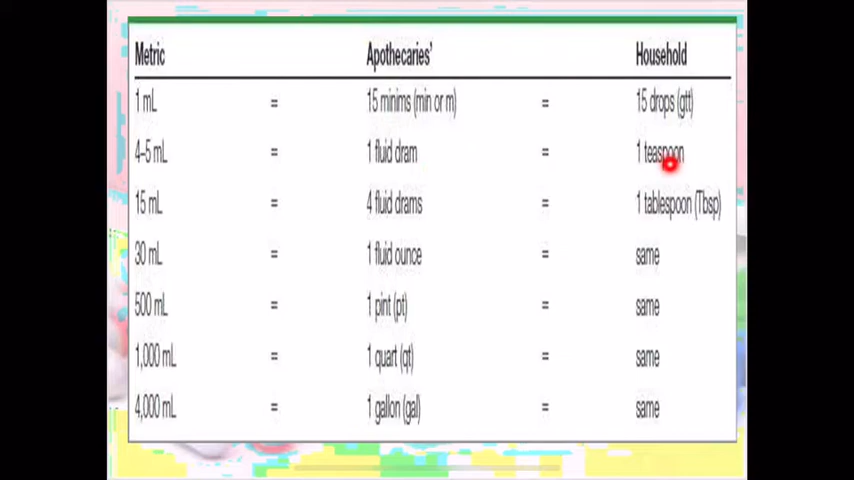 Metric Apothecaries' Household
1 mL = 15 minims (min or m) = 15 drops (gtt)
4–5 mL = 1 fluid dram = 1 teaspoon
15 mL = 4 fluid drams = 1 tablespoon (Tbsp)
30 mL = 1 fluid ounce = same
500 mL = 1 pint (pt) = same
1,000 mL = 1 quart (qt) = same
4,000 mL = 1 gallon (gal) = same